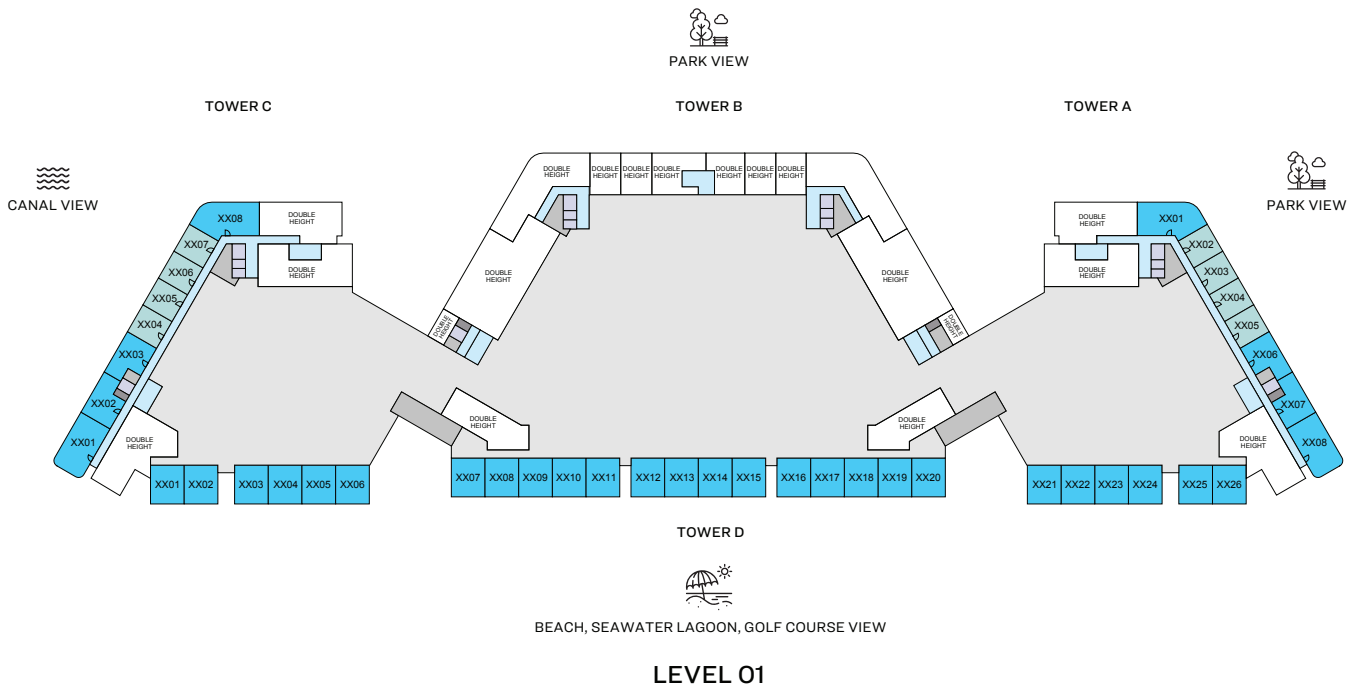 PARK VIEW
TOWER C
TOWER B
TOWER A
CANAL VIEW
PARK VIEW
DOUBLE
HEIGHT
DOUBLE
HEIGHT
DOUBLE
HEIGHT
DOUBLE
HEIGHT
DOUBLE
HEIGHT
DOUBLE
HEIGHT
DOUBLE
HEIGHT
XX08
DOUBLE
HEIGHT
XX07
XX06
XX05
XX04
XX03
XX02
XX01
DOUBLE
HEIGHT
DOUBLE
HEIGHT
DOUBLE
HEIGHT
DOUBLE
HEIGHT
DOUBLE
HEIGHT
DOUBLE
HEIGHT
DOUBLE
HEIGHT
XX01
DOUBLE
HEIGHT
XX02
XX03
XX04
XX05
XX06
XX07
XX08
DOUBLE
HEIGHT
DOUBLE
HEIGHT
DOUBLE
HEIGHT
XX01 XX02 XX03 XX04 XX05 XX06 XX07 XX08 XX09 XX10 XX11 XX12 XX13 XX14 XX15 XX16 XX17 XX18 XX19 XX20 XX21 XX22 XX23 XX24 XX25 XX26
TOWER D
BEACH, SEAWATER LAGOON, GOLF COURSE VIEW
LEVEL 01